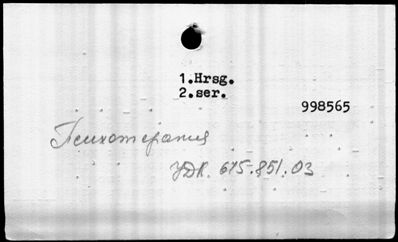 1.Hrsg.
2.ser.
998565
Психотерапия
УДК. 615.851.03